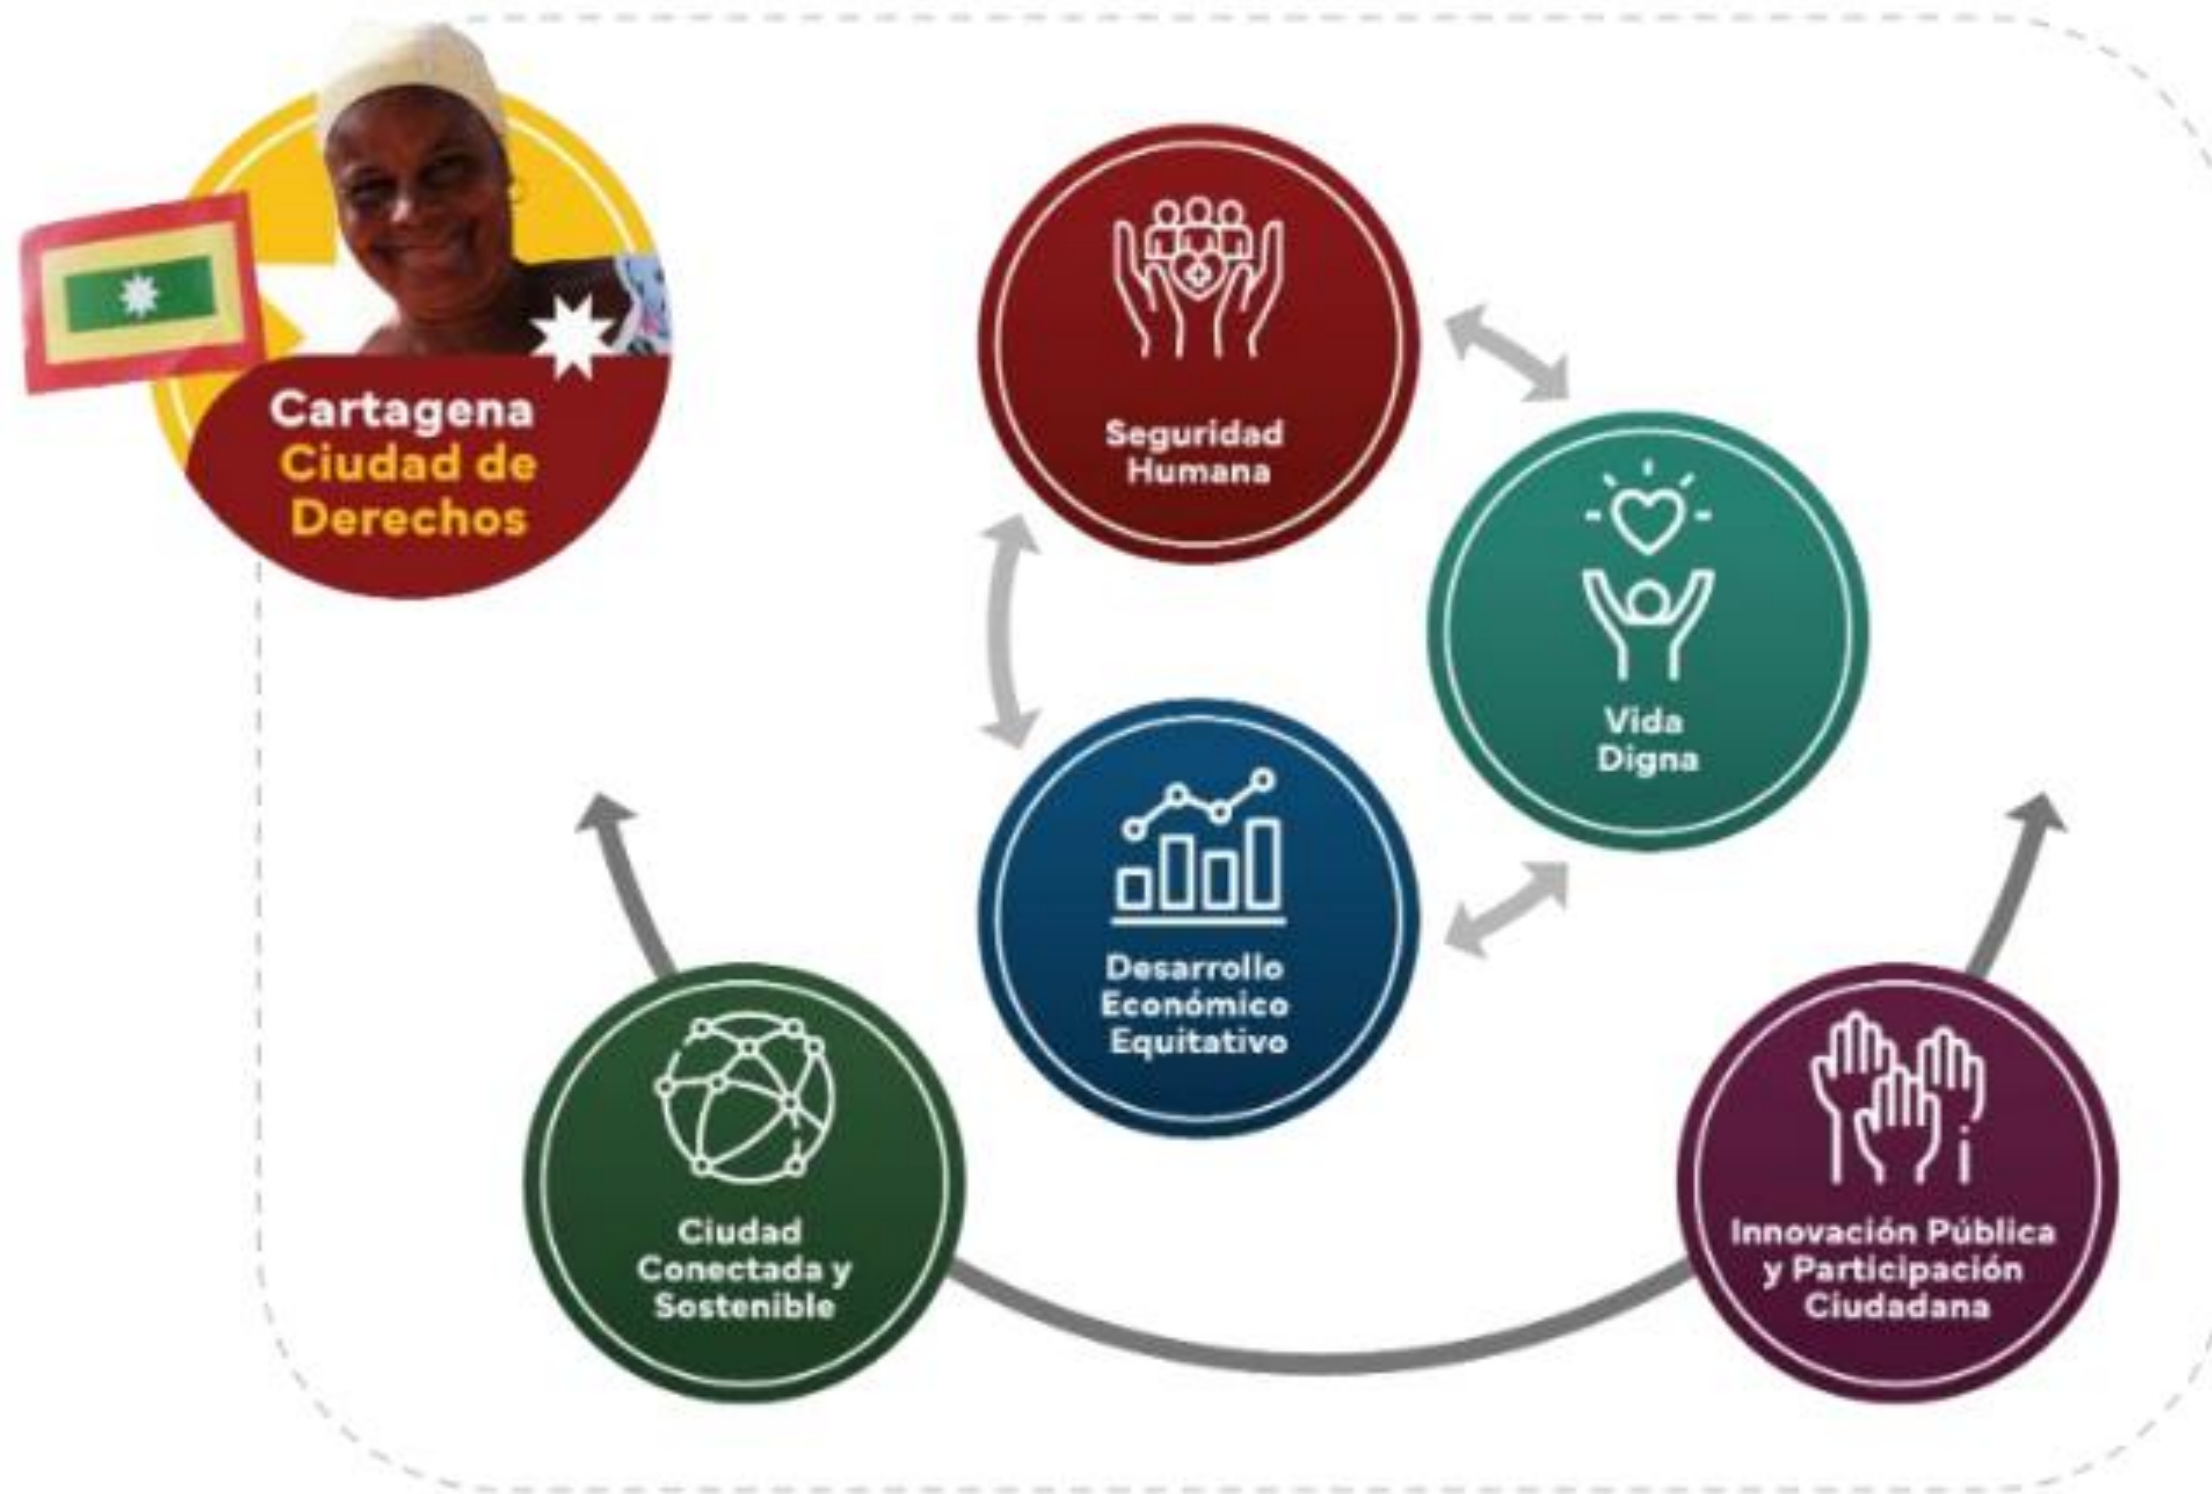 Cartagena
Ciudad de
Derechos
Seguridad
Humana
Vida
Digna
Desarrollo
Económico
Equitativo
Ciudad
Conectada y
Sostenible
Innovación Pública
y Participación
Ciudadana